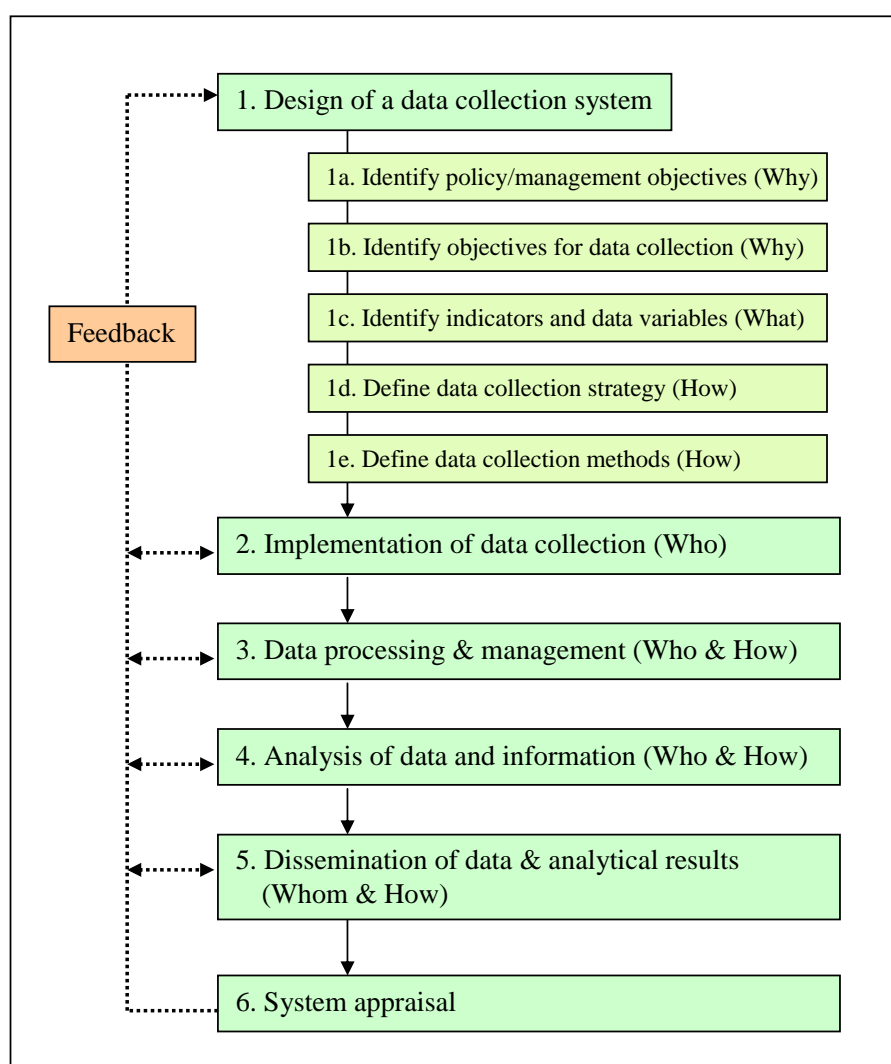 1. Design of a data collection system
1a. Identify policy/management objectives (Why)
1b. Identify objectives for data collection (Why)
1c. Identify indicators and data variables (What)
Feedback
1d. Define data collection strategy (How)
1e. Define data collection methods (How)
2. Implementation of data collection (Who)
3. Data processing & management (Who & How)
4. Analysis of data and information (Who & How)
5. Dissemination of data & analytical results
(Whom & How)
6. System appraisal